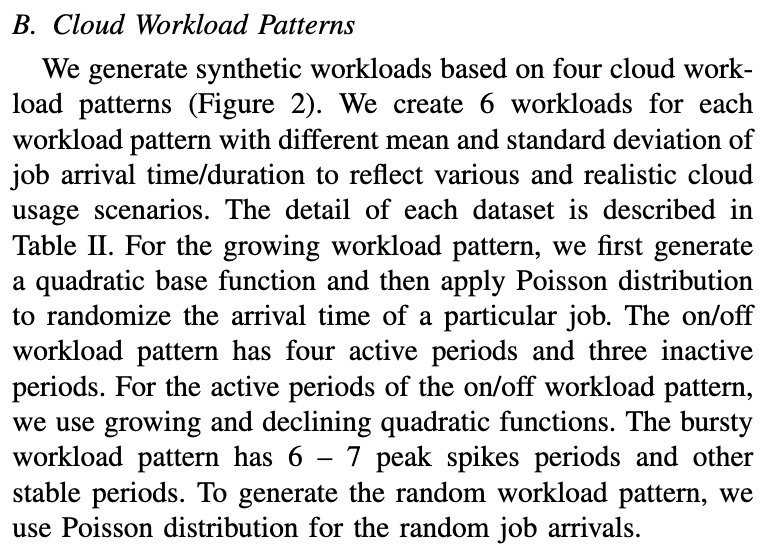 B. Cloud Workload Patterns
We generate synthetic workloads based on four cloud work-
load patterns (Figure 2). We create 6 workloads for each
workload pattern with different mean and standard deviation of
job arrival time/duration to reflect various and realistic cloud
usage scenarios. The detail of each dataset is described in
Table II. For the growing workload pattern, we first generate
a quadratic base function and then apply Poisson distribution
to randomize the arrival time of a particular job. The on/off
workload pattern has four active periods and three inactive
periods. For the active periods of the on/off workload pattern,
we use growing and declining quadratic functions. The bursty
workload pattern has 6 – 7 peak spikes periods and other
stable periods. To generate the random workload pattern, we
use Poisson distribution for the random job arrivals.